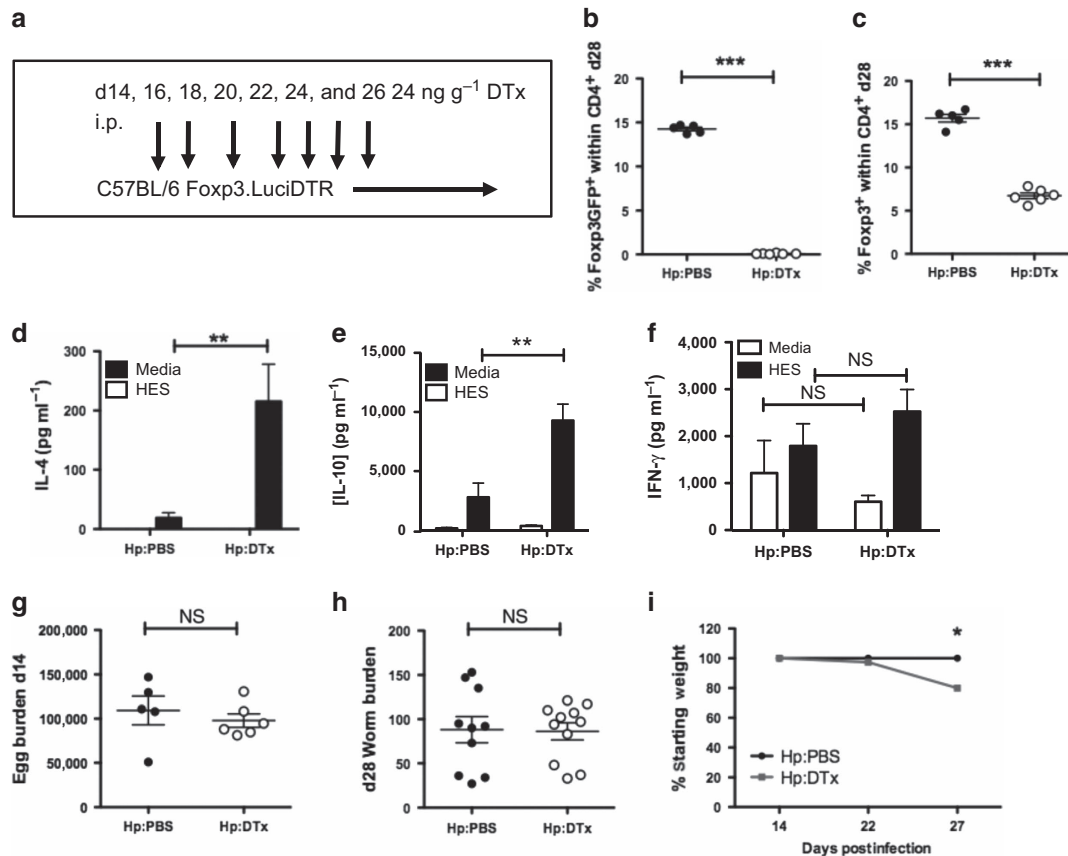 a
d14, 16, 18, 20, 22, 24, and 26 24 ng g⁻¹ DTx
i.p.
C57BL/6 Foxp3.LuciDTR
b
% Foxp3GFP⁺ within CD4⁺ d28
20
15
10
5
0
***
Hp:PBS
Hp:DTx
c
% Foxp3⁺ within CD4⁺ d28
20
15
10
5
0
***
Hp:PBS
Hp:DTx
d
IL-4 (pg ml⁻¹)
300
200
100
0
**
Media
HES
Hp:PBS
Hp:DTx
e
[IL-10] (pg ml⁻¹)
15,000
10,000
5,000
0
**
Media
HES
Hp:PBS
Hp:DTx
f
IFN-γ (pg ml⁻¹)
4,000
3,000
2,000
1,000
0
Media
HES
NS
NS
Hp:PBS
Hp:DTx
g
Egg burden d14
200,000
150,000
100,000
50,000
0
NS
Hp:PBS
Hp:DTx
h
d28 Worm burden
200
150
100
50
0
NS
Hp:PBS
Hp:DTx
i
% Starting weight
120
100
80
60
40
20
0
*
Hp:PBS
Hp:DTx
14
22
27
Days postinfection